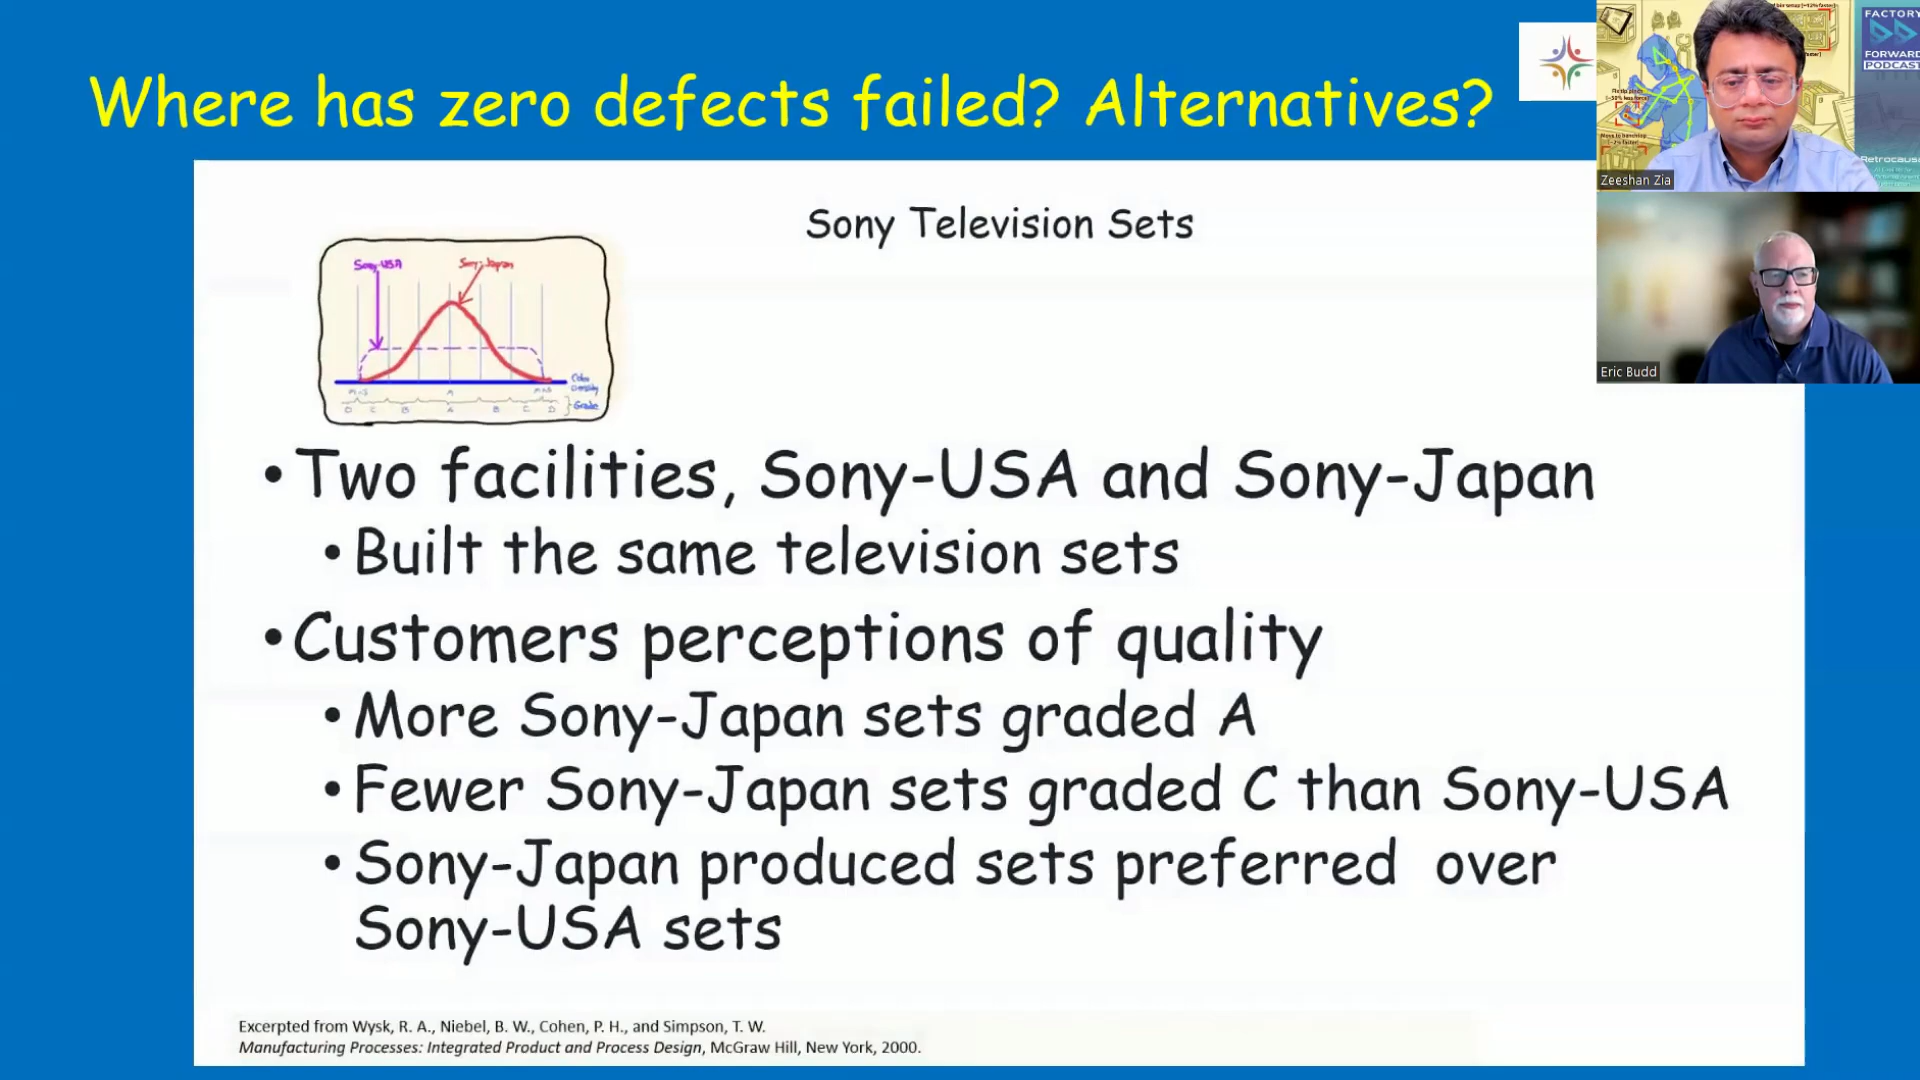 Where has zero defects failed? Alternatives?
FACTORY
FORWARD
PODCAST
Retrocausa
Zeeshan Zia
Eric Budd
Sony Television Sets
Sony-USA
Sony-Japan
Color
Density
A
D C B A B C D
Grade
• Two facilities, Sony-USA and Sony-Japan
• Built the same television sets
• Customers perceptions of quality
• More Sony-Japan sets graded A
• Fewer Sony-Japan sets graded C than Sony-USA
• Sony-Japan produced sets preferred over
Sony-USA sets
Excerpted from Wysk, R. A., Niebel, B. W., Cohen, P. H., and Simpson, T. W.
Manufacturing Processes: Integrated Product and Process Design, McGraw Hill, New York, 2000.